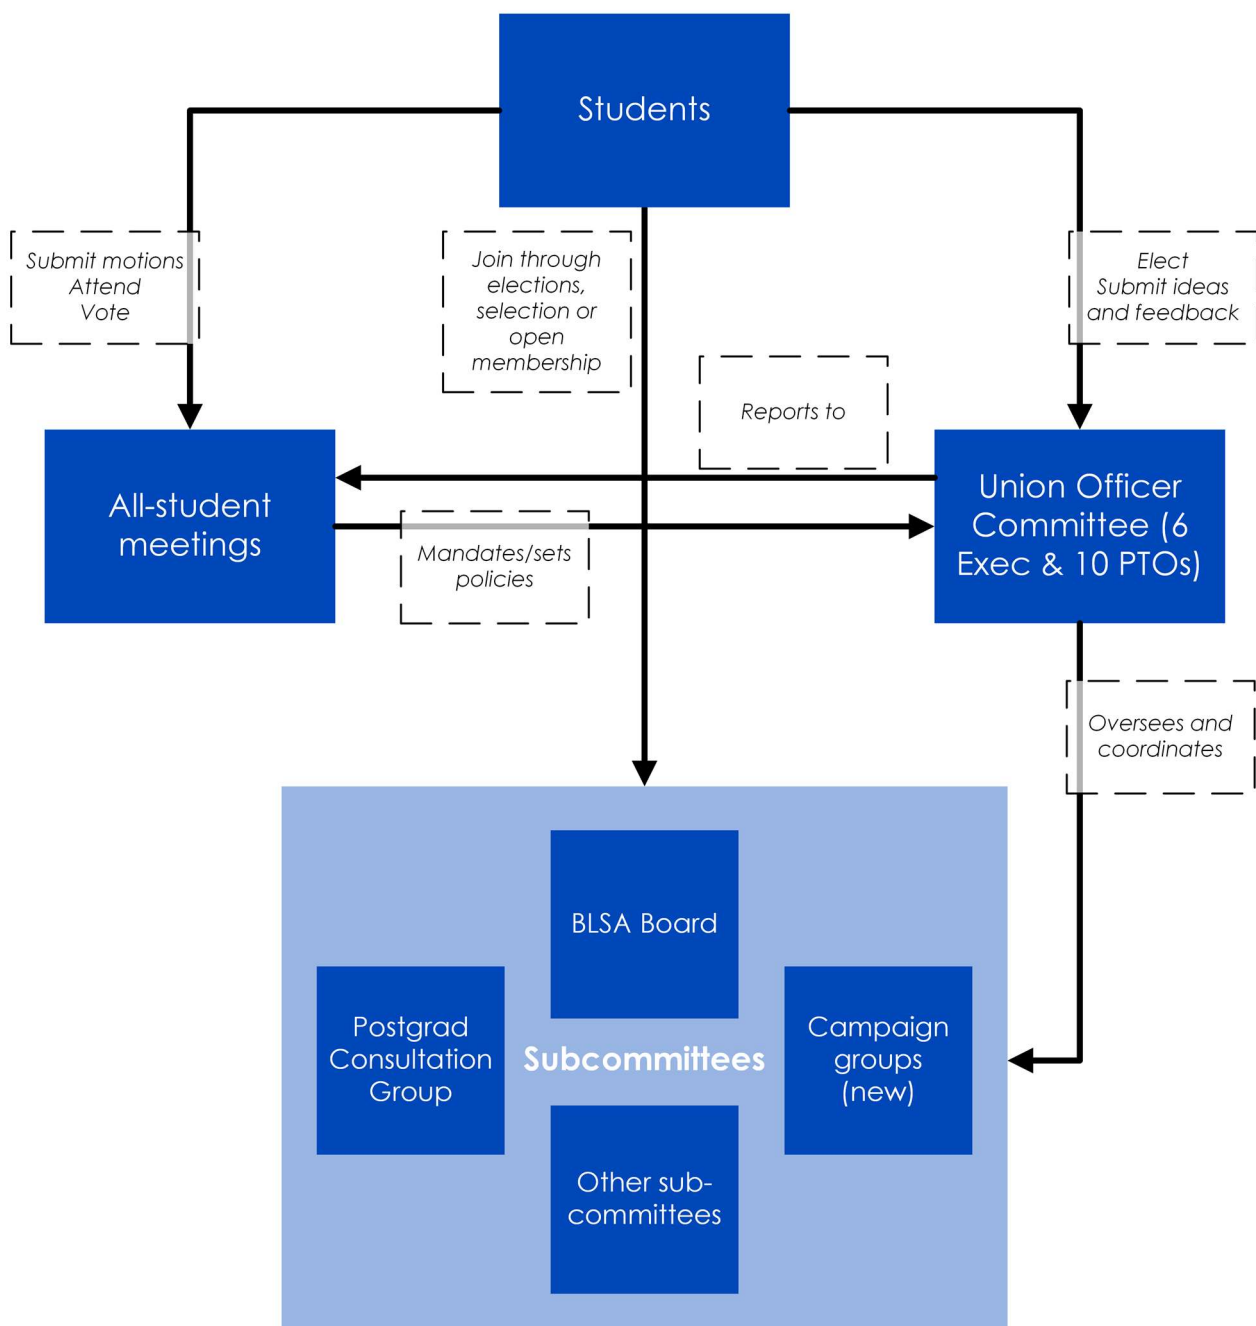 Students
Submit motions
Attend
Vote
Join through
elections,
selection or
open
membership
Elect
Submit ideas
and feedback
Reports to
All-student
meetings
Union Officer
Committee (6
Exec & 10 PTOs)
Mandates/sets
policies
Oversees and
coordinates
BLSA Board
Postgrad
Consultation
Group
Subcommittees
Campaign
groups
(new)
Other sub-
committees